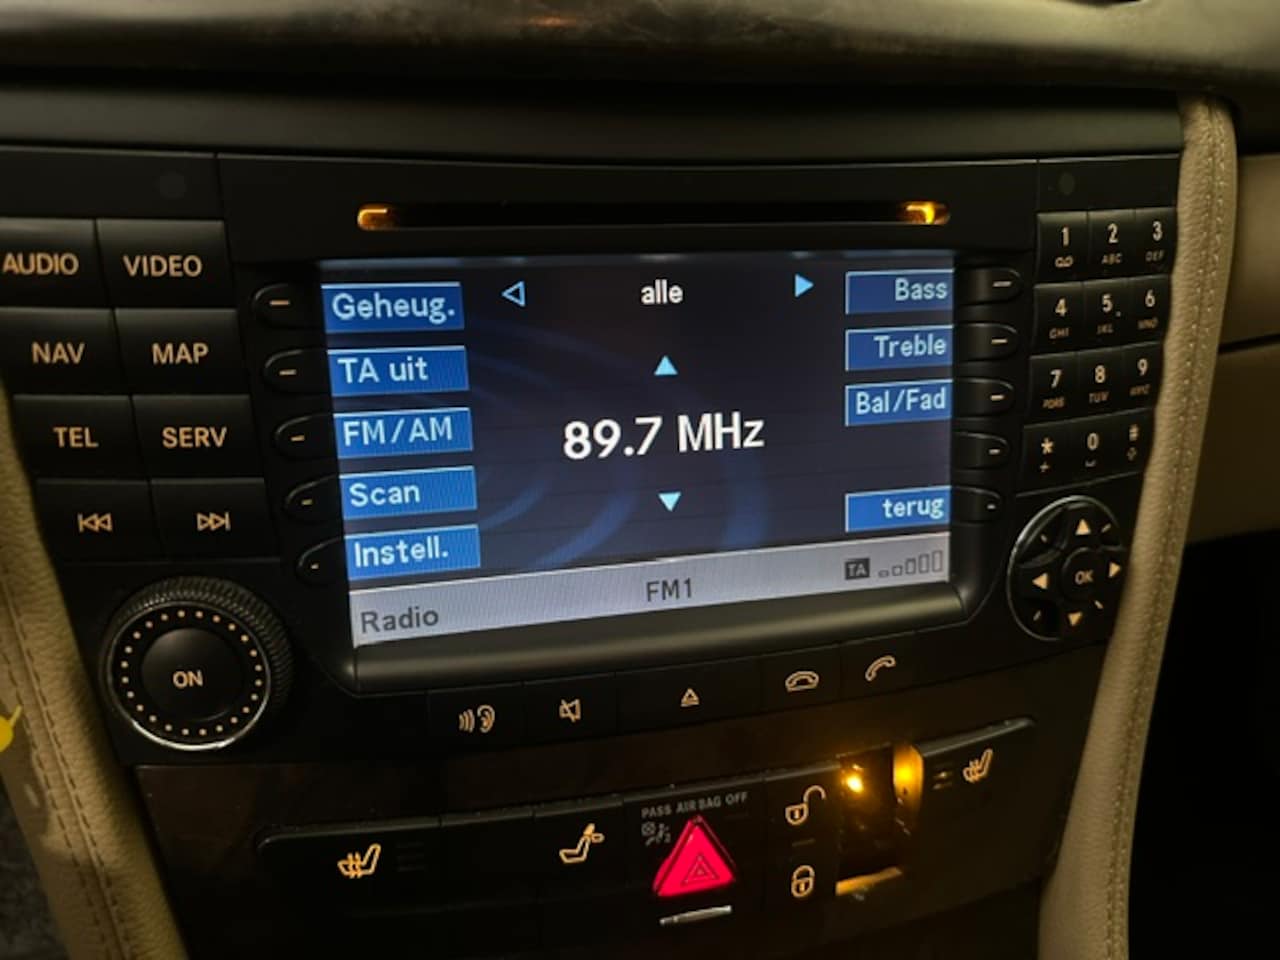 AUDIO VIDEO
NAV MAP
TEL SERV
ON
Geheug.
TA uit
FM/AM
Scan
Instell.
alle
89.7 MHz
Bass
Treble
Bal/Fad
terug
TA
FM1
Radio
1 2 ABC 3 DEF
4 GHI 5 JKL 6 MNO
7 PQRS 8 TUV 9 WXYZ
* + 0 #
OK
PASS AIR BAG OFF